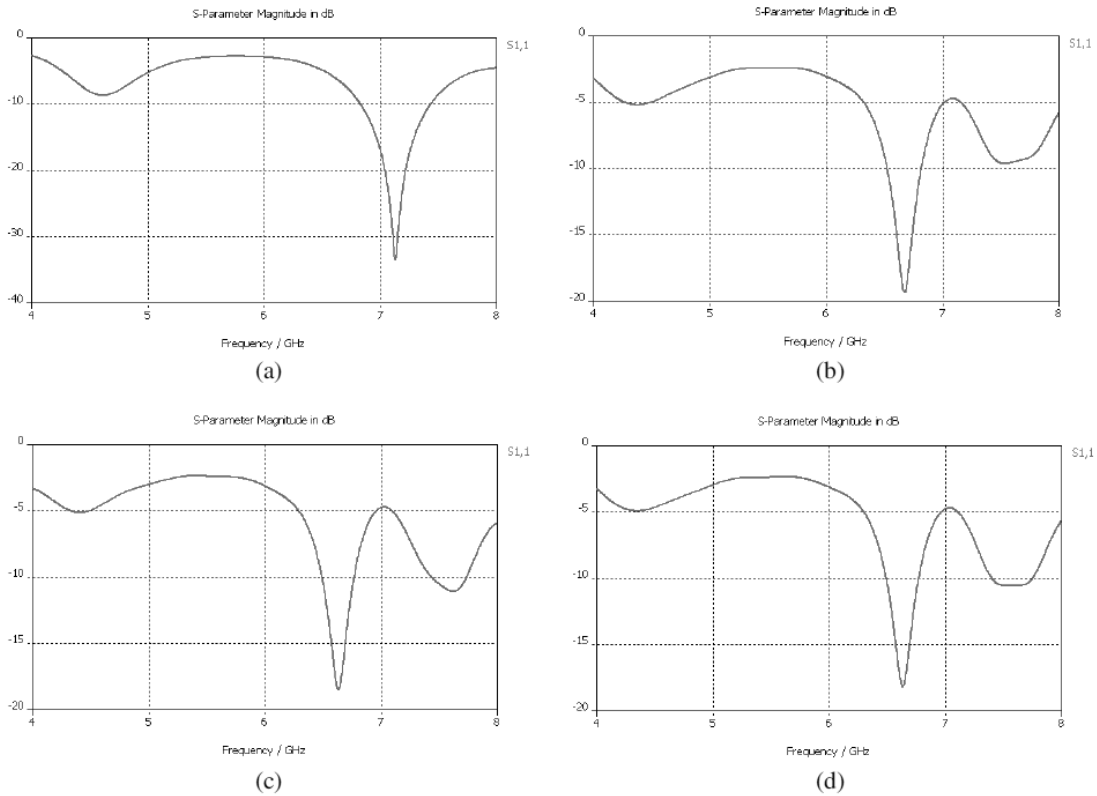 S-Parameter Magnitude in dB
S1,1
0
-10
-20
-30
-40
4
5
6
7
8
Frequency / GHz
(a)
S-Parameter Magnitude in dB
S1,1
0
-5
-10
-15
-20
4
5
6
7
8
Frequency / GHz
(b)
S-Parameter Magnitude in dB
S1,1
0
-5
-10
-15
-20
4
5
6
7
8
Frequency / GHz
(c)
S-Parameter Magnitude in dB
S1,1
0
-5
-10
-15
-20
4
5
6
7
8
Frequency / GHz
(d)